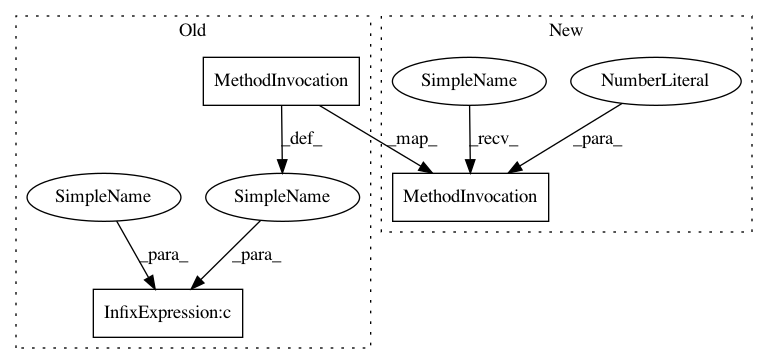 Old
New
MethodInvocation
SimpleName
NumberLiteral
_def_
_map_
_recv_
_para_
SimpleName
SimpleName
MethodInvocation
_para_
_para_
InfixExpression:c